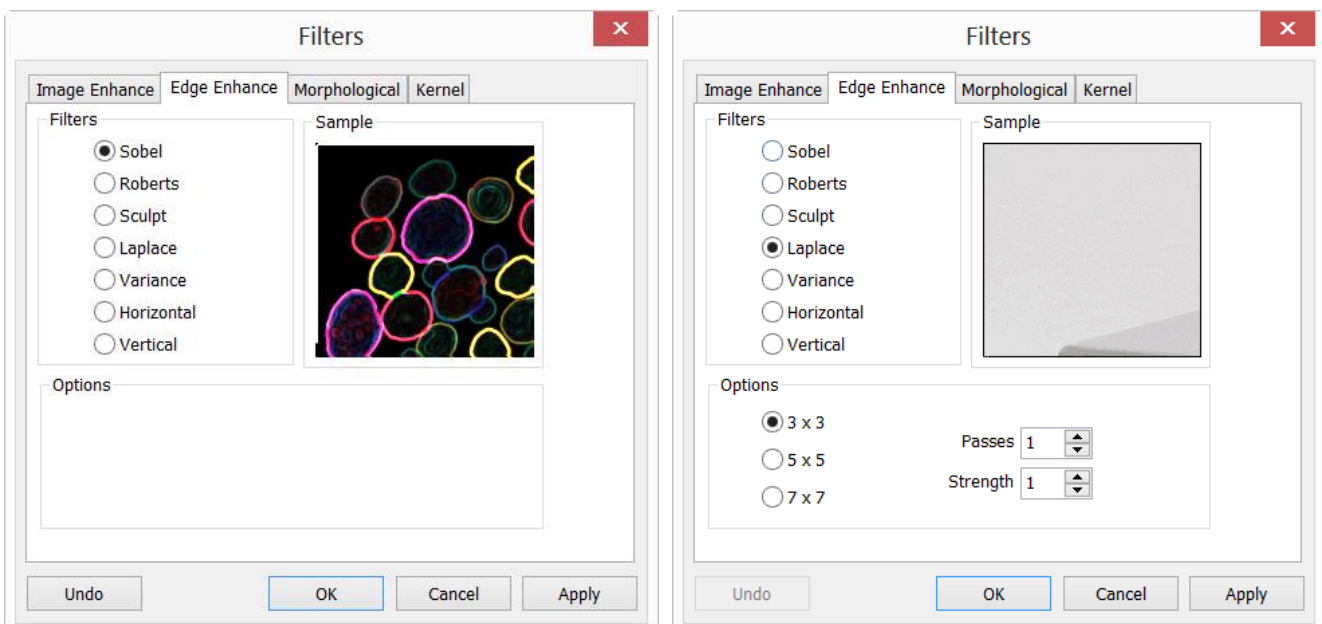 Filters
Image Enhance Edge Enhance Morphological Kernel
Filters
Sample
Sobel
Roberts
Sculpt
Laplace
Variance
Horizontal
Vertical
Options
Undo OK Cancel Apply
Filters
Image Enhance Edge Enhance Morphological Kernel
Filters
Sample
Sobel
Roberts
Sculpt
Laplace
Variance
Horizontal
Vertical
Options
3 x 3
5 x 5
7 x 7
Passes 1
Strength 1
Undo OK Cancel Apply